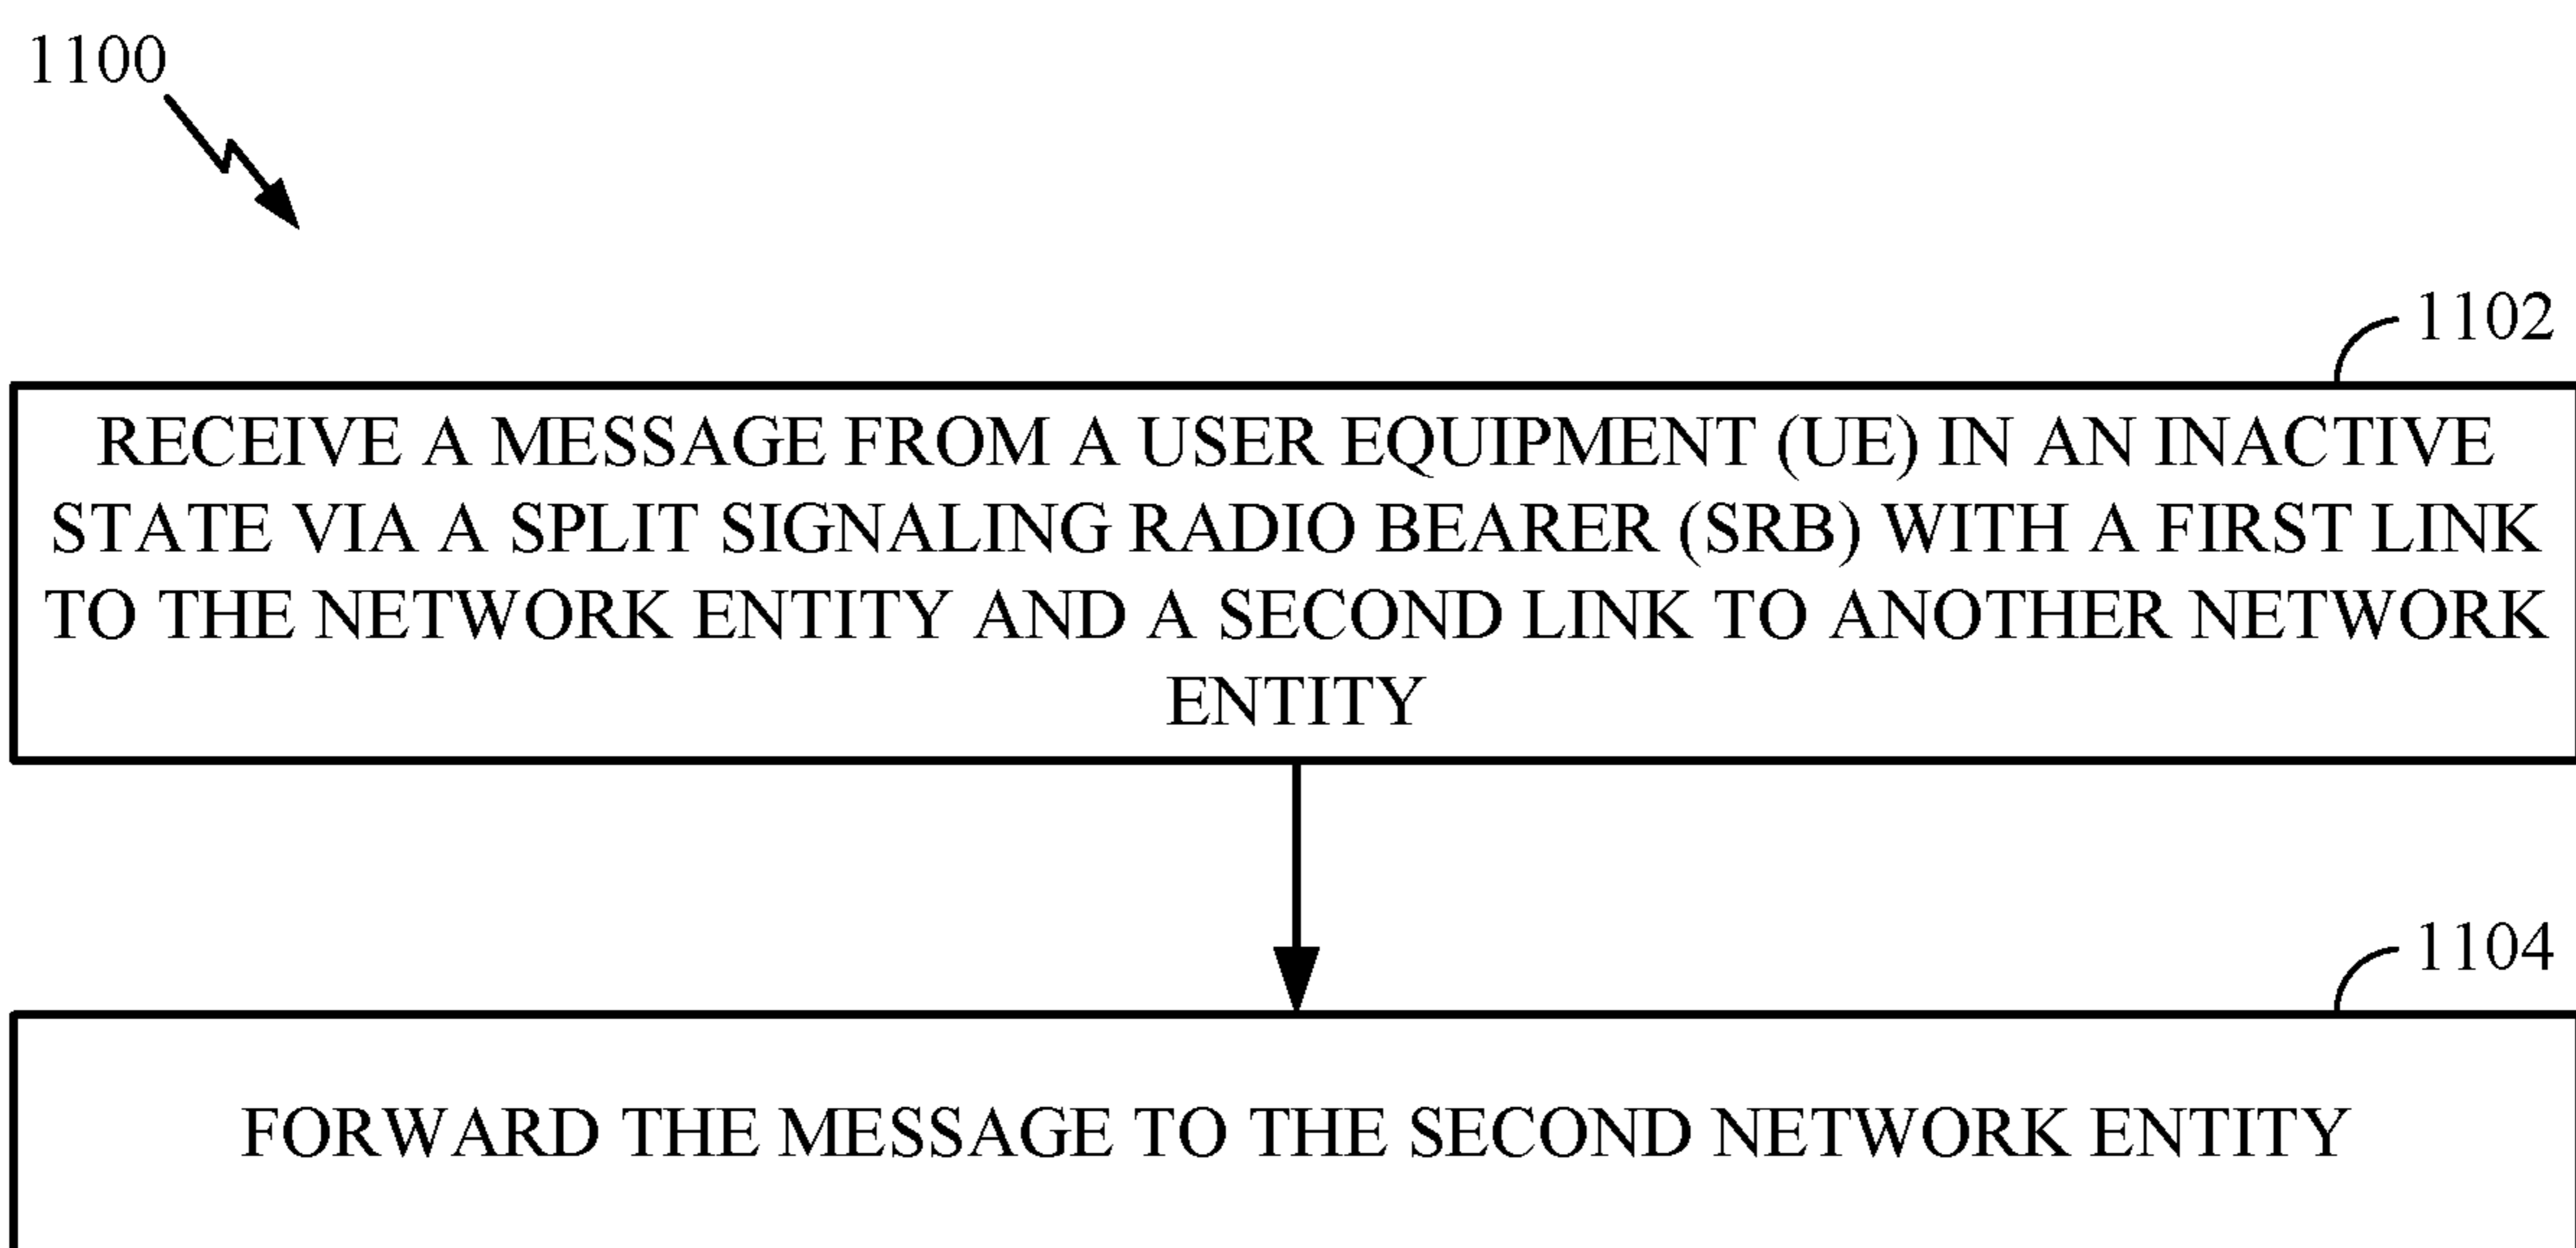 1100
1102
RECEIVE A MESSAGE FROM A USER EQUIPMENT (UE) IN AN INACTIVE
STATE VIA A SPLIT SIGNALING RADIO BEARER (SRB) WITH A FIRST LINK
TO THE NETWORK ENTITY AND A SECOND LINK TO ANOTHER NETWORK
ENTITY
1104
FORWARD THE MESSAGE TO THE SECOND NETWORK ENTITY